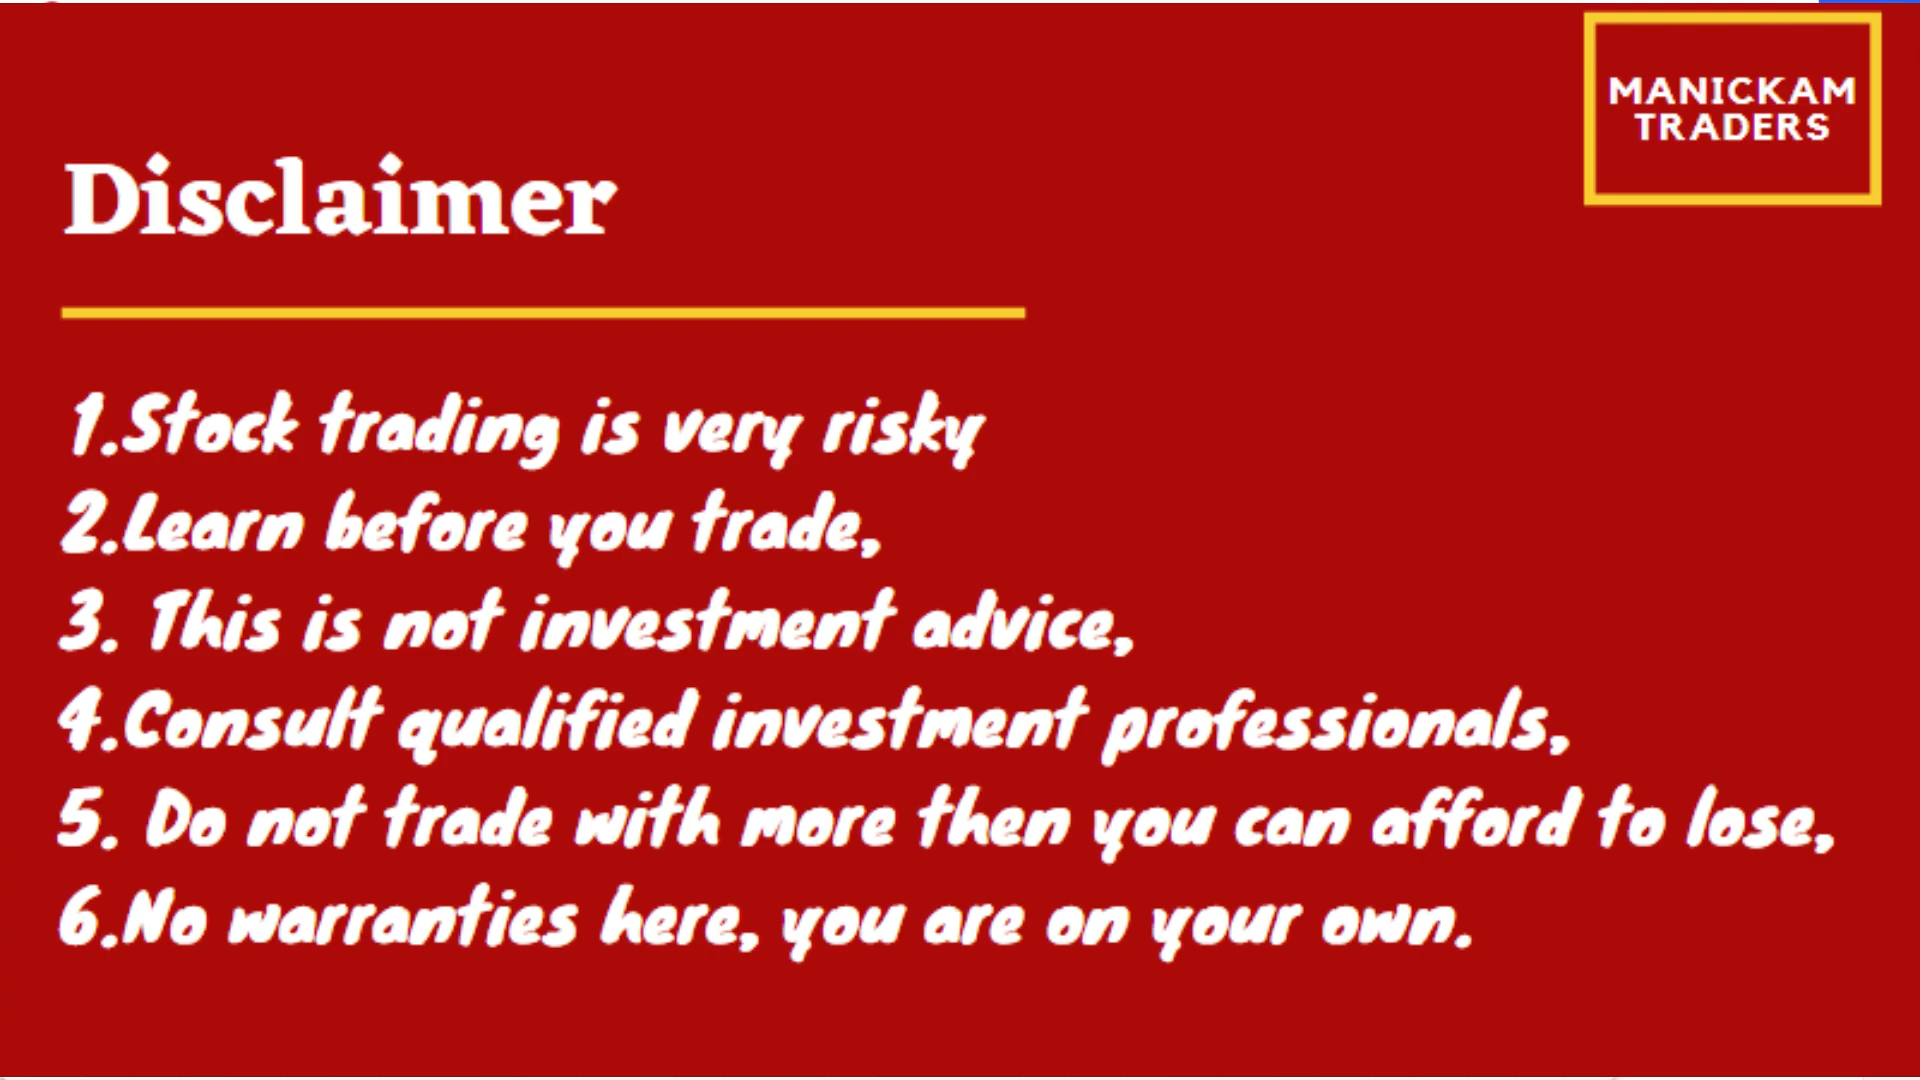 MANICKAM
TRADERS
Disclaimer
1.Stock trading is very risky
2.Learn before you trade,
3. This is not investment advice,
4.Consult qualified investment professionals,
5. Do not trade with more then you can afford to lose,
6.No warranties here, you are on your own.